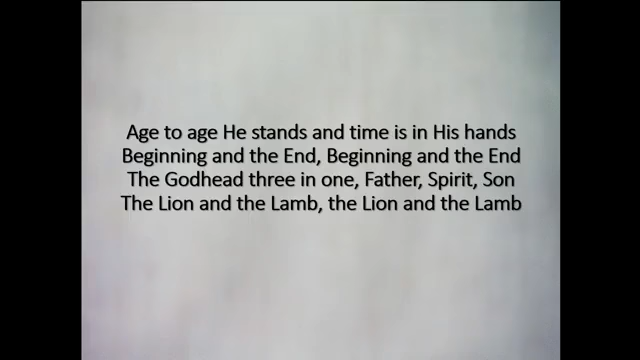 Age to age He stands and time is in His hands
Beginning and the End, Beginning and the End
The Godhead three in one, Father, Spirit, Son
The Lion and the Lamb, the Lion and the Lamb